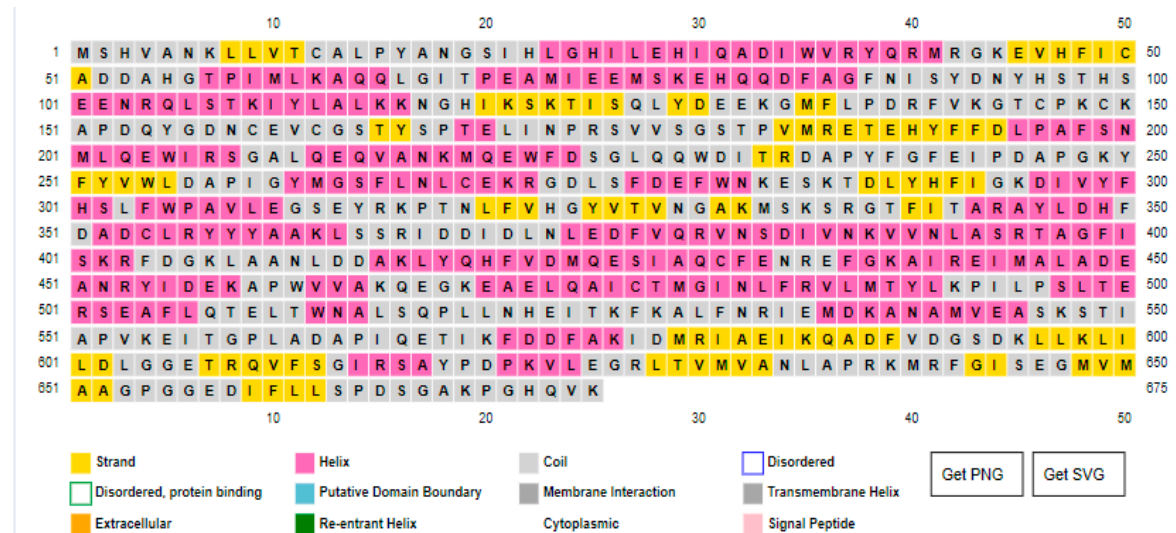 10 20 30 40 50
1 M S H V A N K L L V T C A L P Y A N G S I H L G H I L E H I Q A D I W V R Y Q R M R G K E V H F I C 50
51 A D D A H G T P I M L K A Q Q L G I T P E A M I E E M S K E H Q Q D F A G F N I S Y D N Y H S T H S 100
101 E E N R Q L S T K I Y L A L K K N G H I K S K T I S Q L Y D E E K G M F L P D R F V K G T C P K C K 150
151 A P D Q Y G D N C E V C G S T Y S P T E L I N P R S V V S G S T P V M R E T E H Y F F D L P A F S N 200
201 M L Q E W I R S G A L Q E Q V A N K M Q E W F D S G L Q Q W D I T R D A P Y F G F E I P D A P G K Y 250
251 F Y V W L D A P I G Y M G S F L N L C E K R G D L S F D E F W N K E S K T D L Y H F I G K D I V Y F 300
301 H S L F W P A V L E G S E Y R K P T N L F V H G Y V T V N G A K M S K S R G T F I T A R A Y L D H F 350
351 D A D C L R Y Y Y A A K L S S R I D D I D L N L E D F V Q R V N S D I V N K V V N L A S R T A G F I 400
401 S K R F D G K L A A N L D D A K L Y Q H F V D M Q E S I A Q C F E N R E F G K A I R E I M A L A D E 450
451 A N R Y I D E K A P W V V A K Q E G K E A E L Q A I C T M G I N L F R V L M T Y L K P I L P S L T E 500
501 R S E A F L Q T E L T W N A L S Q P L L N H E I T K F K A L F N R I E M D K A N A M V E A S K S T I 550
551 A P V K E I T G P L A D A P I Q E T I K F D D F A K I D M R I A E I K Q A D F V D G S D K L L K L I 600
601 L D L G G E T R Q V F S G I R S A Y P D P K V L E G R L T V M V A N L A P R K M R F G I S E G M V M 650
651 A A G P G G E D I F L L S P D S G A K P G H Q V K 675
10 20 30 40 50
Strand Helix Coil Disordered
Disordered, protein binding Putative Domain Boundary Membrane Interaction Transmembrane Helix
Extracellular Re-entrant Helix Cytoplasmic Signal Peptide
Get PNG Get SVG